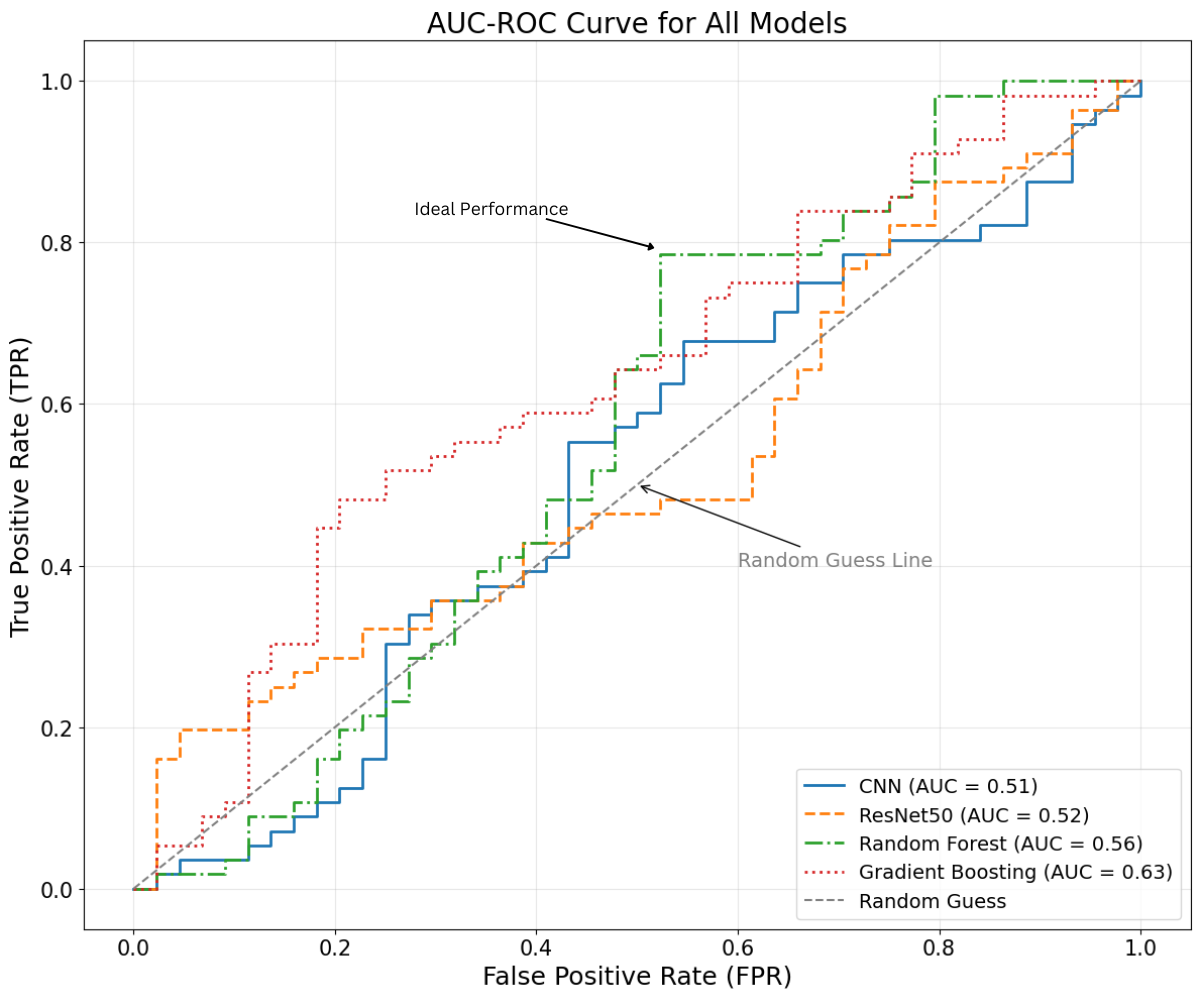 AUC-ROC Curve for All Models
1.0
0.8
0.6
0.4
0.2
0.0
True Positive Rate (TPR)
Ideal Performance
Random Guess Line
CNN (AUC = 0.51)
ResNet50 (AUC = 0.52)
Random Forest (AUC = 0.56)
Gradient Boosting (AUC = 0.63)
Random Guess
0.0 0.2 0.4 0.6 0.8 1.0
False Positive Rate (FPR)